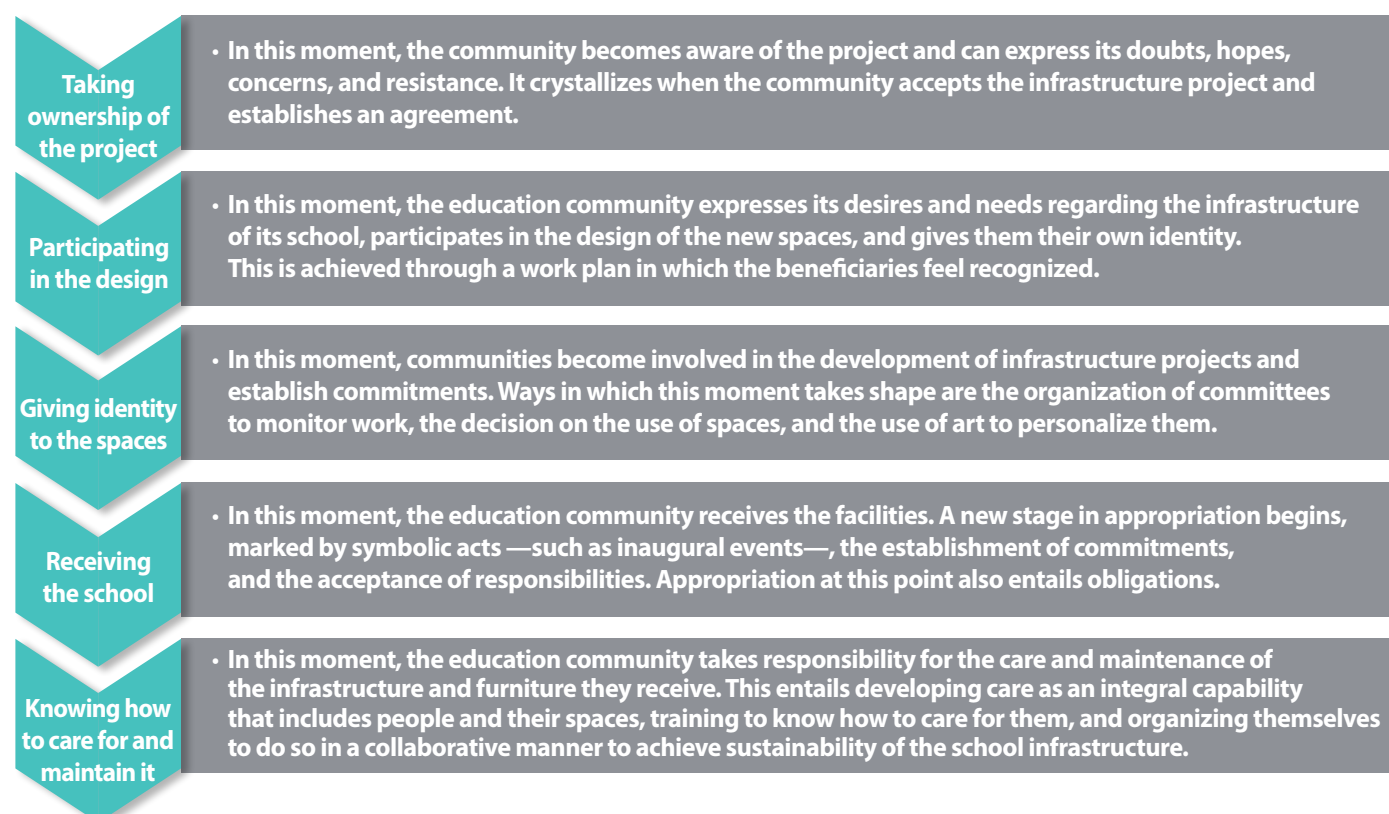 Taking
ownership of
the project
• In this moment, the community becomes aware of the project and can express its doubts, hopes,
concerns, and resistance. It crystallizes when the community accepts the infrastructure project and
establishes an agreement.
Participating
in the design
• In this moment, the education community expresses its desires and needs regarding the infrastructure
of its school, participates in the design of the new spaces, and gives them their own identity.
This is achieved through a work plan in which the beneficiaries feel recognized.
Giving identity
to the spaces
• In this moment, communities become involved in the development of infrastructure projects and
establish commitments. Ways in which this moment takes shape are the organization of committees
to monitor work, the decision on the use of spaces, and the use of art to personalize them.
Receiving
the school
• In this moment, the education community receives the facilities. A new stage in appropriation begins,
marked by symbolic acts —such as inaugural events—, the establishment of commitments,
and the acceptance of responsibilities. Appropriation at this point also entails obligations.
Knowing how
to care for and
maintain it
• In this moment, the education community takes responsibility for the care and maintenance of
the infrastructure and furniture they receive. This entails developing care as an integral capability
that includes people and their spaces, training to know how to care for them, and organizing themselves
to do so in a collaborative manner to achieve sustainability of the school infrastructure.